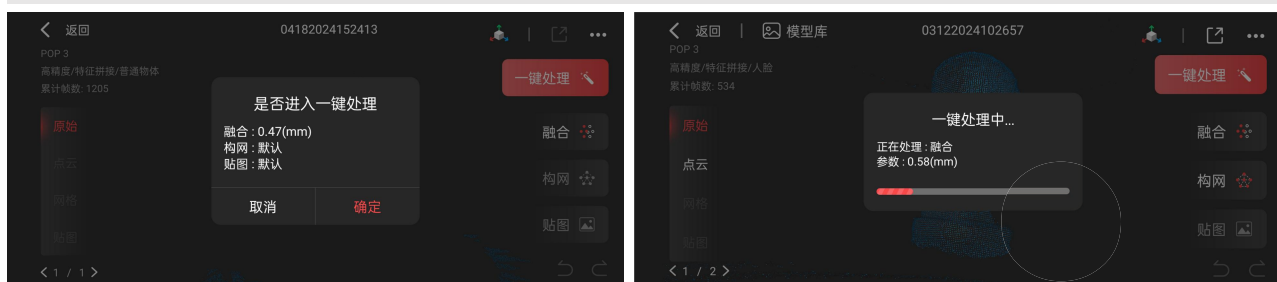 返回
04182024152413
POP 3
高精度/特征拼接/普通物体
累计帧数: 1205
一键处理
是否进入一键处理
融合 : 0.47(mm)
构网 : 默认
贴图 : 默认
取消
确定
原始
点云
网格
贴图
融合
构网
贴图
1 / 1
返回
模型库
03122024102657
POP 3
高精度/特征拼接/人脸
累计帧数: 534
一键处理
一键处理中...
正在处理 : 融合
参数 : 0.58(mm)
原始
点云
网格
贴图
融合
构网
贴图
1 / 2